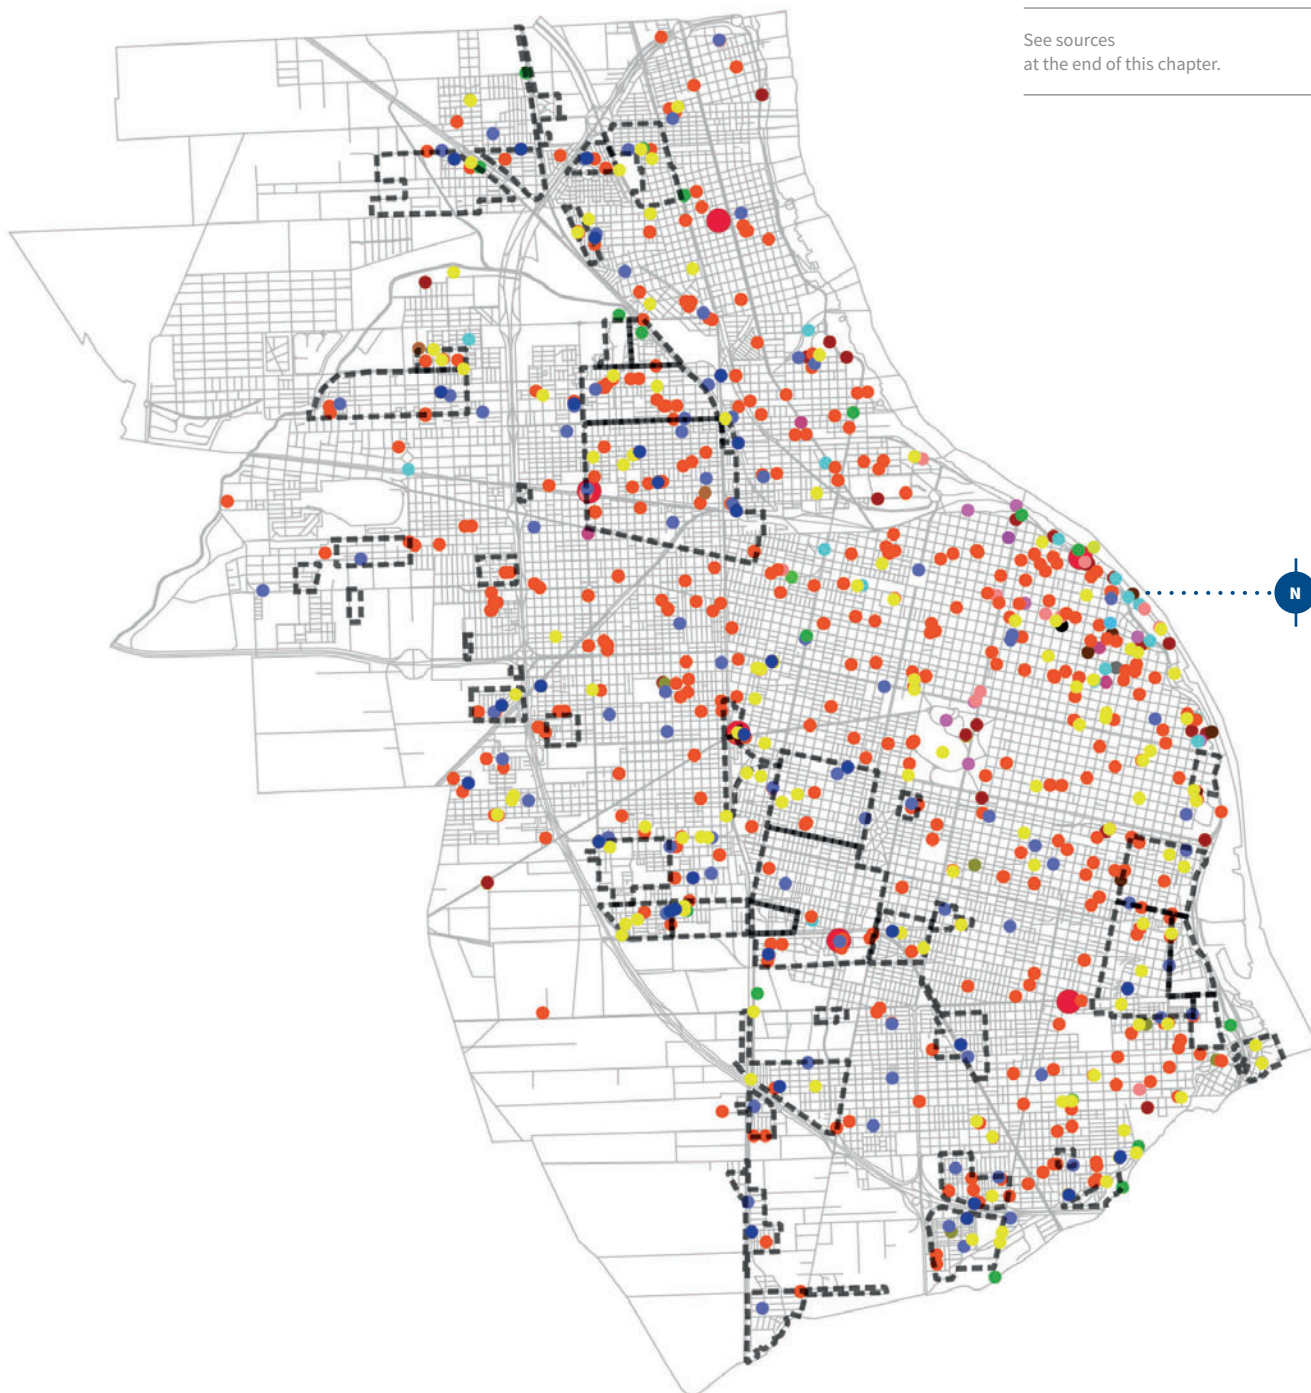 See sources
at the end of this chapter.
N